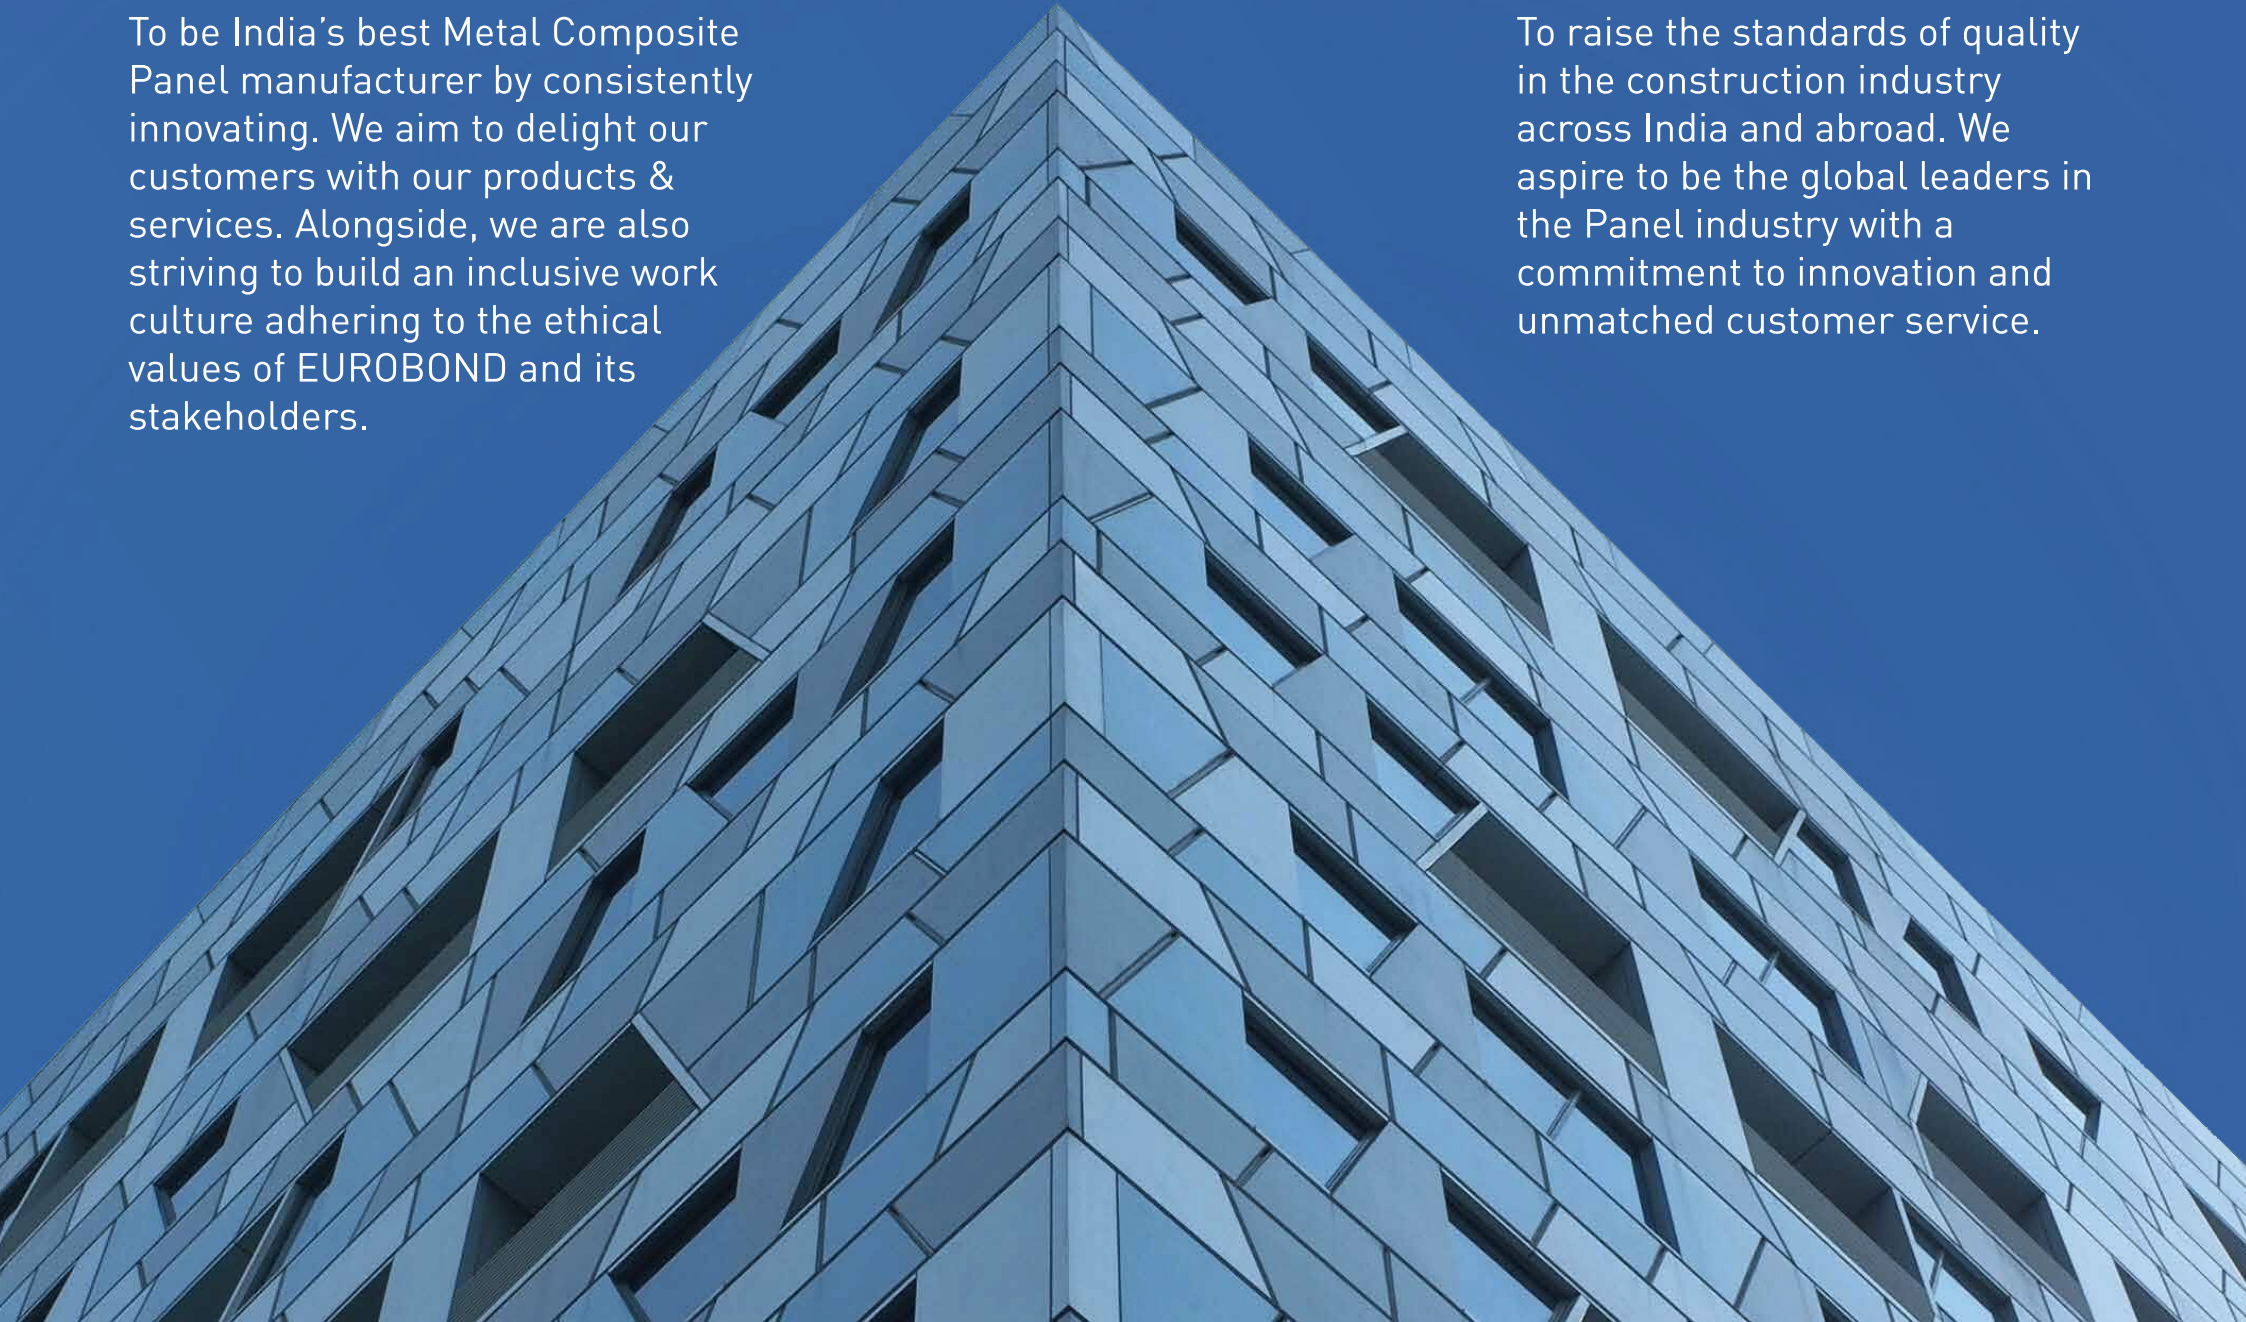 To be India's best Metal Composite
Panel manufacturer by consistently
innovating. We aim to delight our
customers with our products &
services. Alongside, we are also
striving to build an inclusive work
culture adhering to the ethical
values of EUROBOND and its
stakeholders.
To raise the standards of quality
in the construction industry
across India and abroad. We
aspire to be the global leaders in
the Panel industry with a
commitment to innovation and
unmatched customer service.